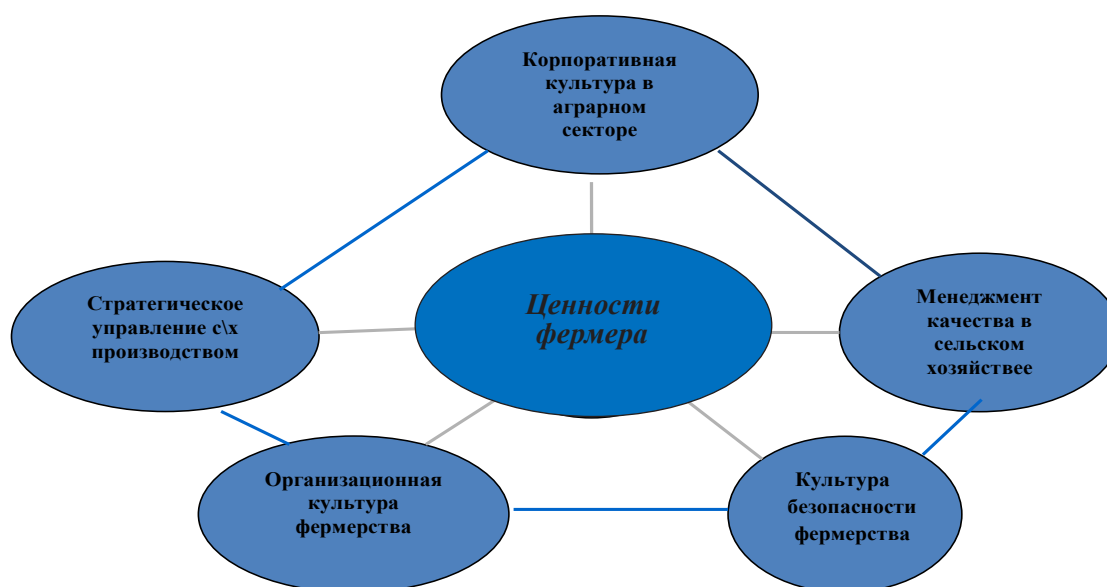 Корпоративная
культура в
аграрном
секторе
Ценности
фермера
Стратегическое
управление с\х
производством
Менеджмент
качества в
сельском
хозяйствее
Организационная
культура
фермерства
Культура
безопасности
фермерства